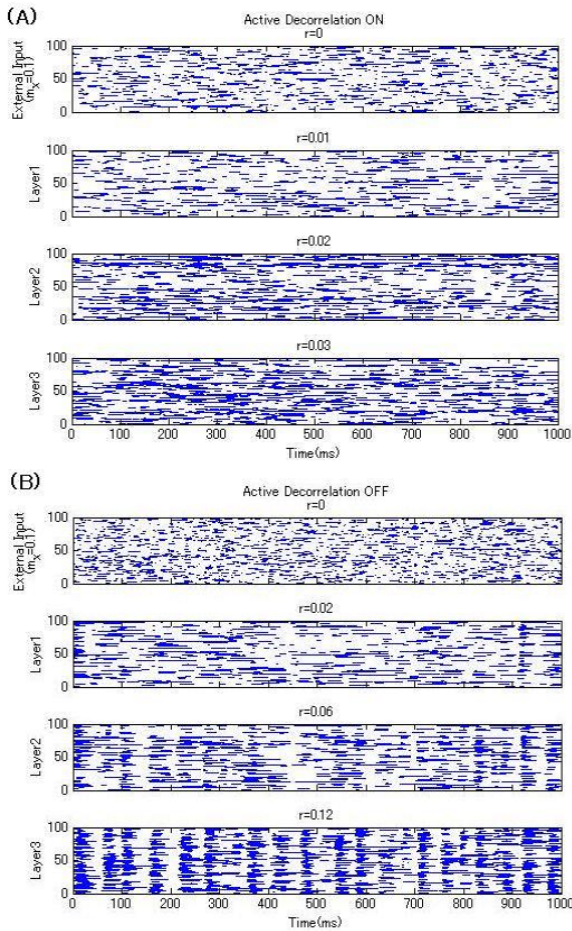 (A)
Active Decorrelation ON
r=0
External Input
(mx=0.1)
100
50
0
r=0.01
Layer1
100
50
0
r=0.02
Layer2
100
50
0
r=0.03
Layer3
100
50
0
0 100 200 300 400 500 600 700 800 900 1000
Time(ms)
(B)
Active Decorrelation OFF
r=0
External Input
(mx=0.1)
100
50
0
r=0.02
Layer1
100
50
0
r=0.06
Layer2
100
50
0
r=0.12
Layer3
100
50
0
0 100 200 300 400 500 600 700 800 900 1000
Time(ms)